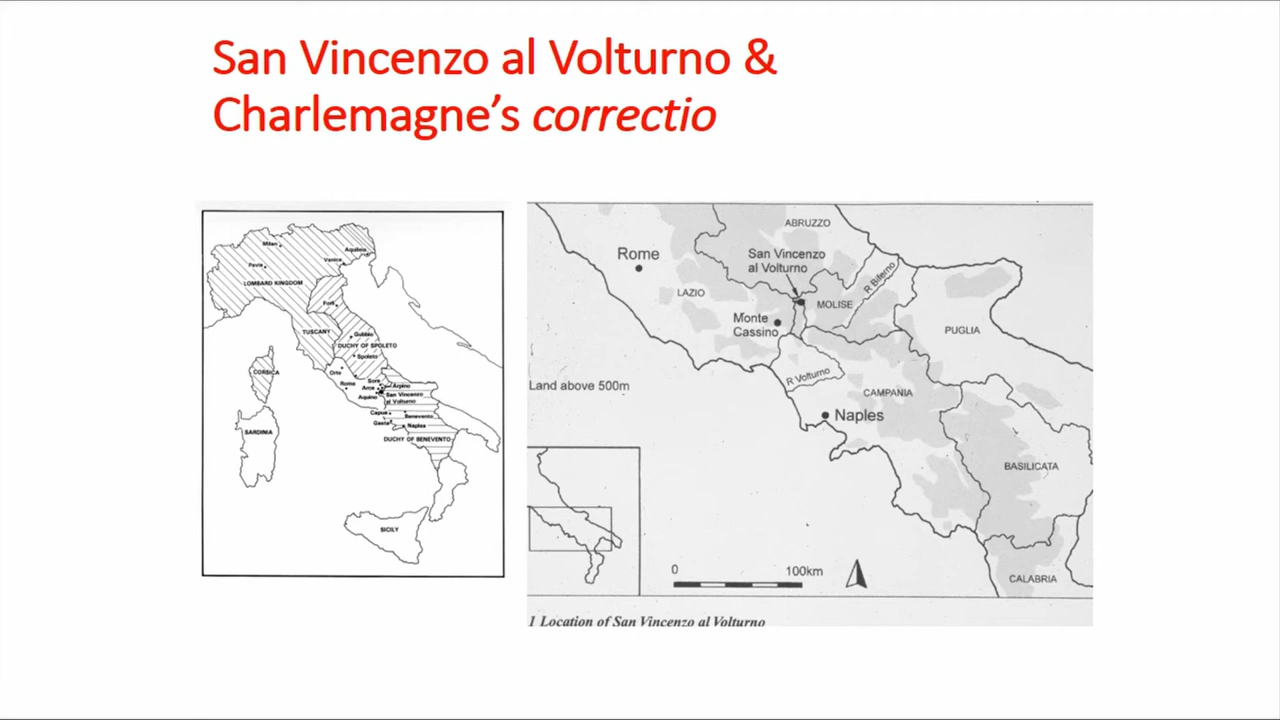 San Vincenzo al Volturno &
Charlemagne's correctio
Milan
Aquileia
Venice
Pavia
LOMBARD KINGDOM
Forli
TUSCANY
Gubbio
DUCHY OF SPOLETO
Spoleto
CORSICA
Orte
Rome
Sora
Arce
Arpino
Aquino
San Vincenzo
al Volturno
Capua
Benevento
Gaeta
Naples
SARDINIA
DUCHY OF BENEVENTO
SICILY
ABRUZZO
Rome
San Vincenzo
al Volturno
R Biferno
LAZIO
MOLISE
Monte
Cassino
PUGLIA
R Volturno
Land above 500m
CAMPANIA
Naples
BASILICATA
0
100km
CALABRIA
1 Location of San Vincenzo al Volturno